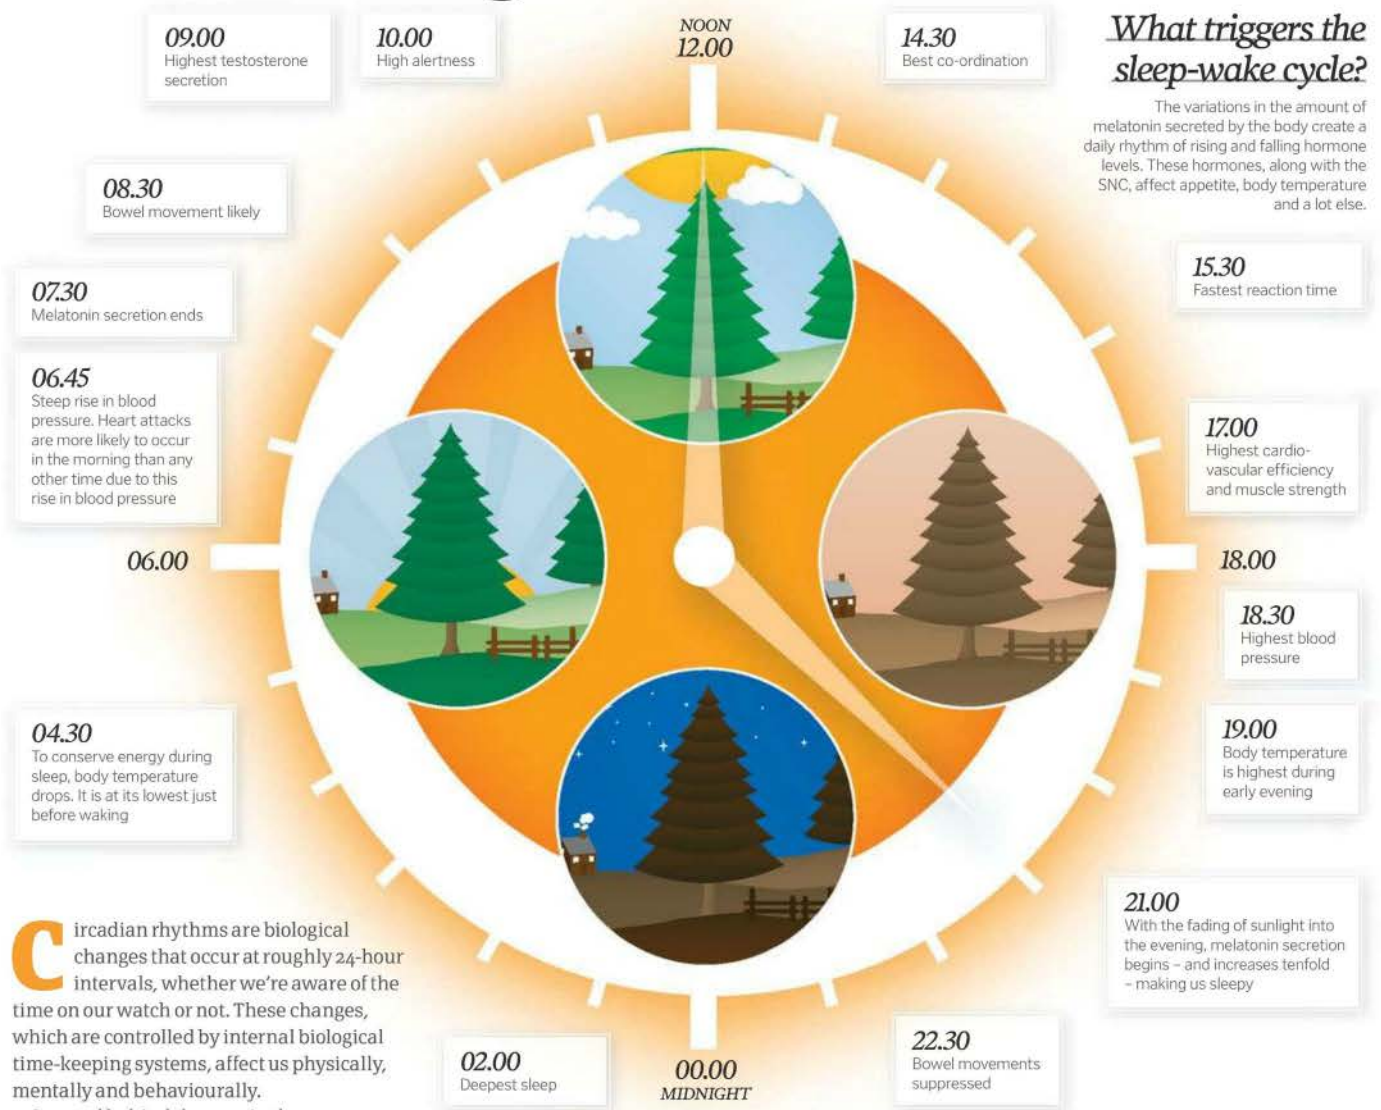 09.00
Highest testosterone
secretion
10.00
High alertness
NOON
12.00
14.30
Best co-ordination
What triggers the
sleep-wake cycle?
The variations in the amount of
melatonin secreted by the body create a
daily rhythm of rising and falling hormone
levels. These hormones, along with the
SNC, affect appetite, body temperature
and a lot else.
08.30
Bowel movement likely
15.30
Fastest reaction time
07.30
Melatonin secretion ends
06.45
Steep rise in blood
pressure. Heart attacks
are more likely to occur
in the morning than any
other time due to this
rise in blood pressure
17.00
Highest cardio-
vascular efficiency
and muscle strength
06.00
18.00
18.30
Highest blood
pressure
04.30
To conserve energy during
sleep, body temperature
drops. It is at its lowest just
before waking
19.00
Body temperature
is highest during
early evening
21.00
With the fading of sunlight into
the evening, melatonin secretion
begins – and increases tenfold
– making us sleepy
Circadian rhythms are biological
changes that occur at roughly 24-hour
intervals, whether we're aware of the
time on our watch or not. These changes,
which are controlled by internal biological
time-keeping systems, affect us physically,
mentally and behaviourally.
02.00
Deepest sleep
00.00
MIDNIGHT
22.30
Bowel movements
suppressed